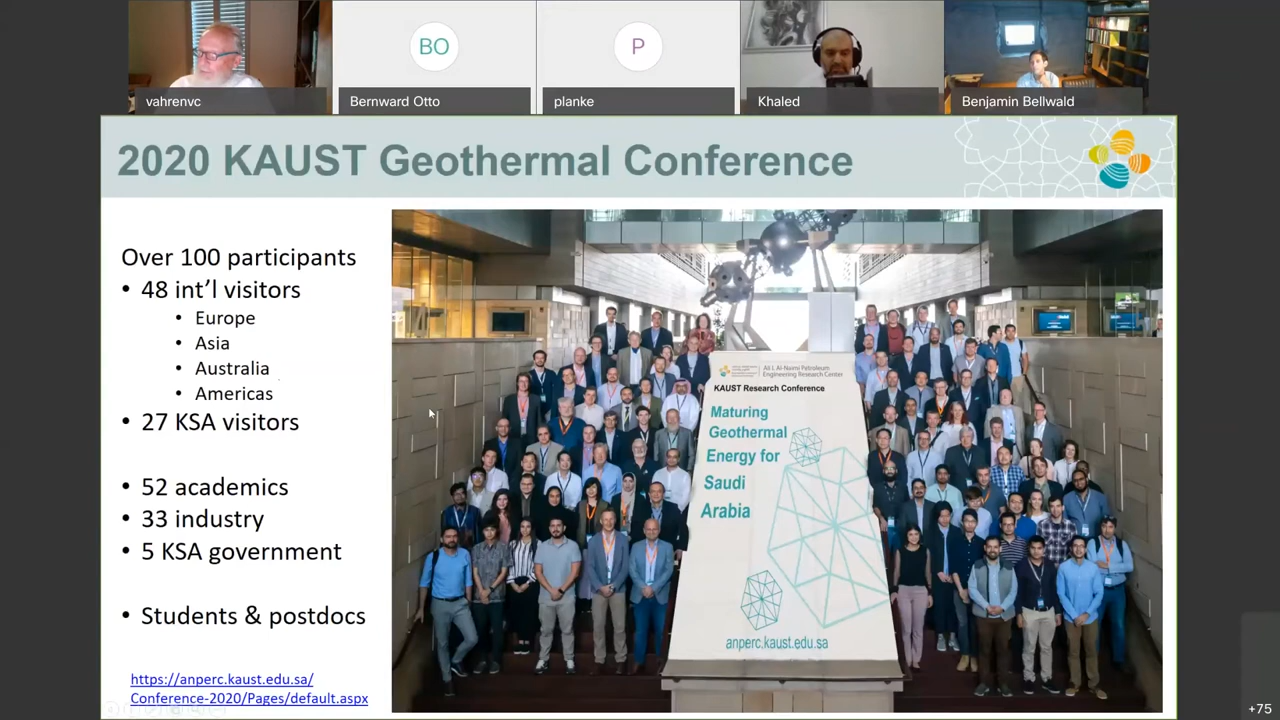 BO
P
vahrenvc
Bernward Otto
planke
Khaled
Benjamin Bellwald
2020 KAUST Geothermal Conference
Over 100 participants
• 48 int'l visitors
• Europe
• Asia
• Australia
• Americas
• 27 KSA visitors
• 52 academics
• 33 industry
• 5 KSA government
• Students & postdocs
https://anperc.kaust.edu.sa/
Conference-2020/Pages/default.aspx
Ali I. Al-Naimi Petroleum
Engineering Research Center
KAUST Research Conference
Maturing
Geothermal
Energy for
Saudi
Arabia
anperc.kaust.edu.sa
+75